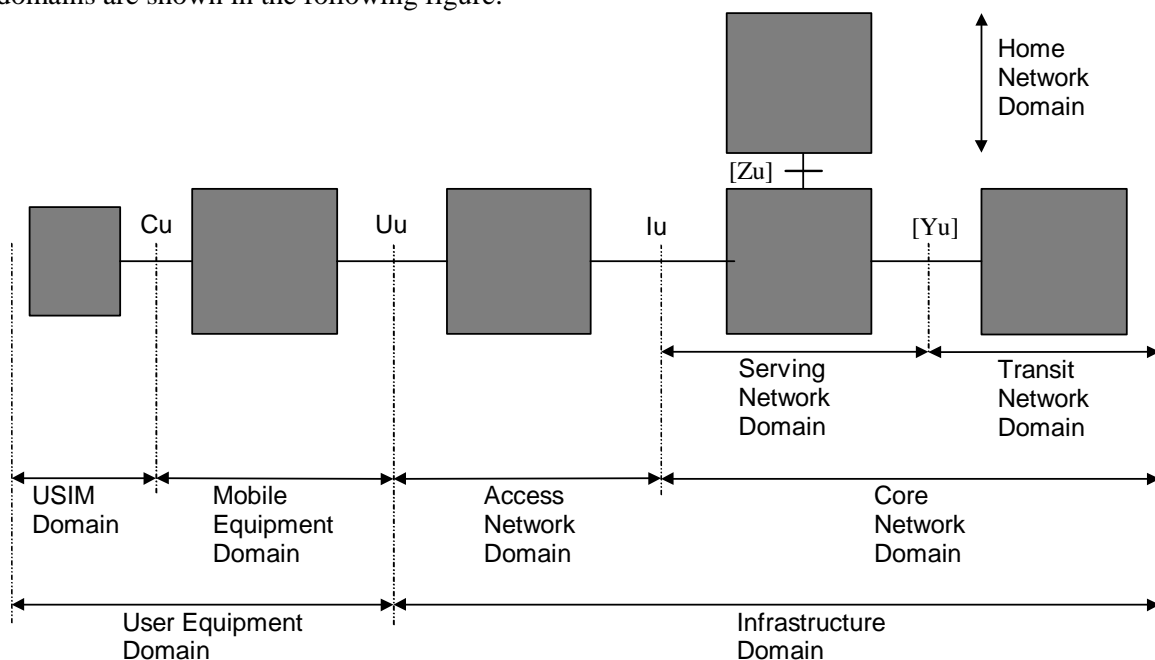 domains are shown in the following figure.
Home
Network
Domain
[Zu]
Cu
Uu
Iu
[Yu]
Serving
Network
Domain
Transit
Network
Domain
USIM
Domain
Mobile
Equipment
Domain
Access
Network
Domain
Core
Network
Domain
User Equipment
Domain
Infrastructure
Domain